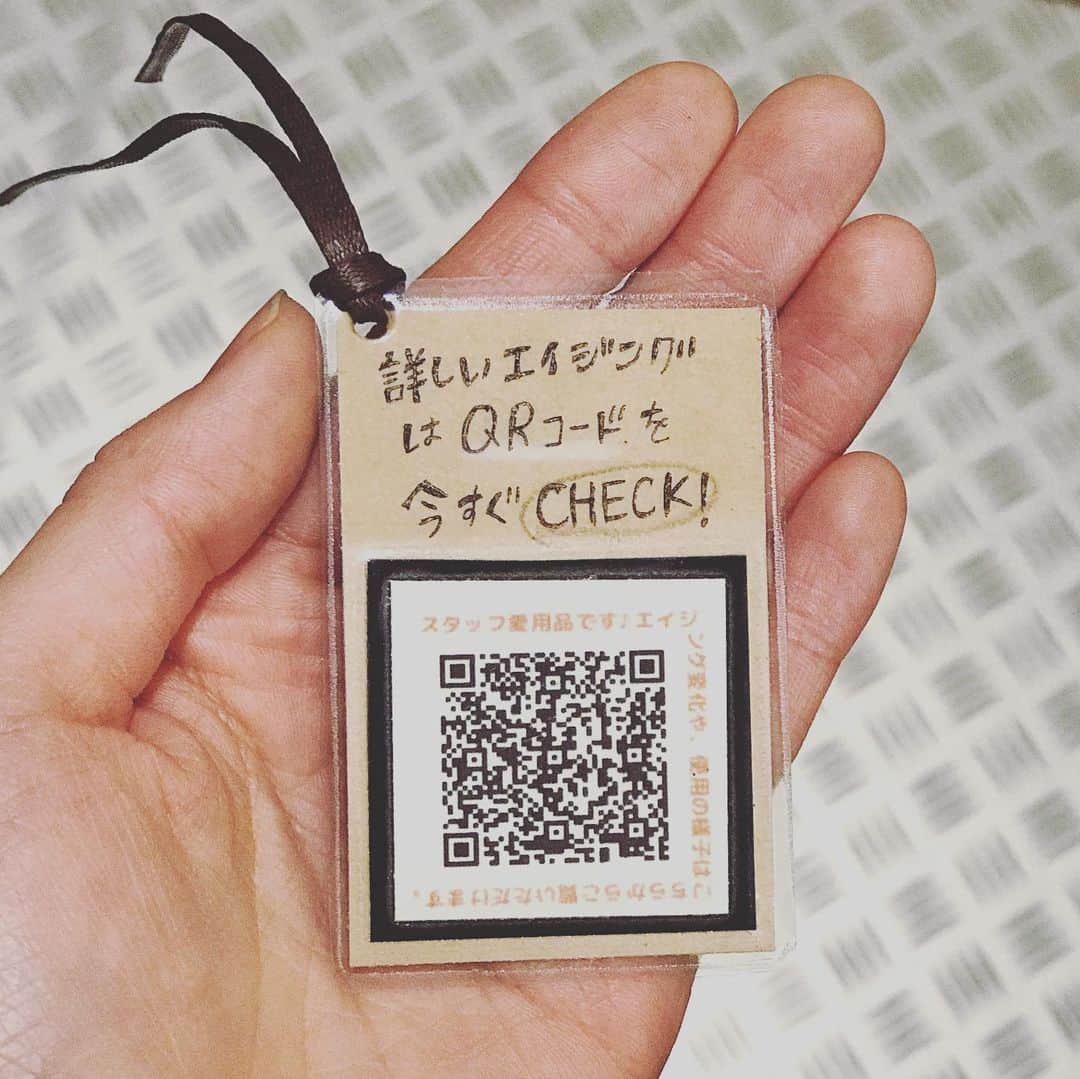 詳しいエイジング
はQRコードを
今すぐCHECK!
スタッフ愛用品です♪エイジ
ング変化や、使用の様子は
こちらからご覧いただけます。